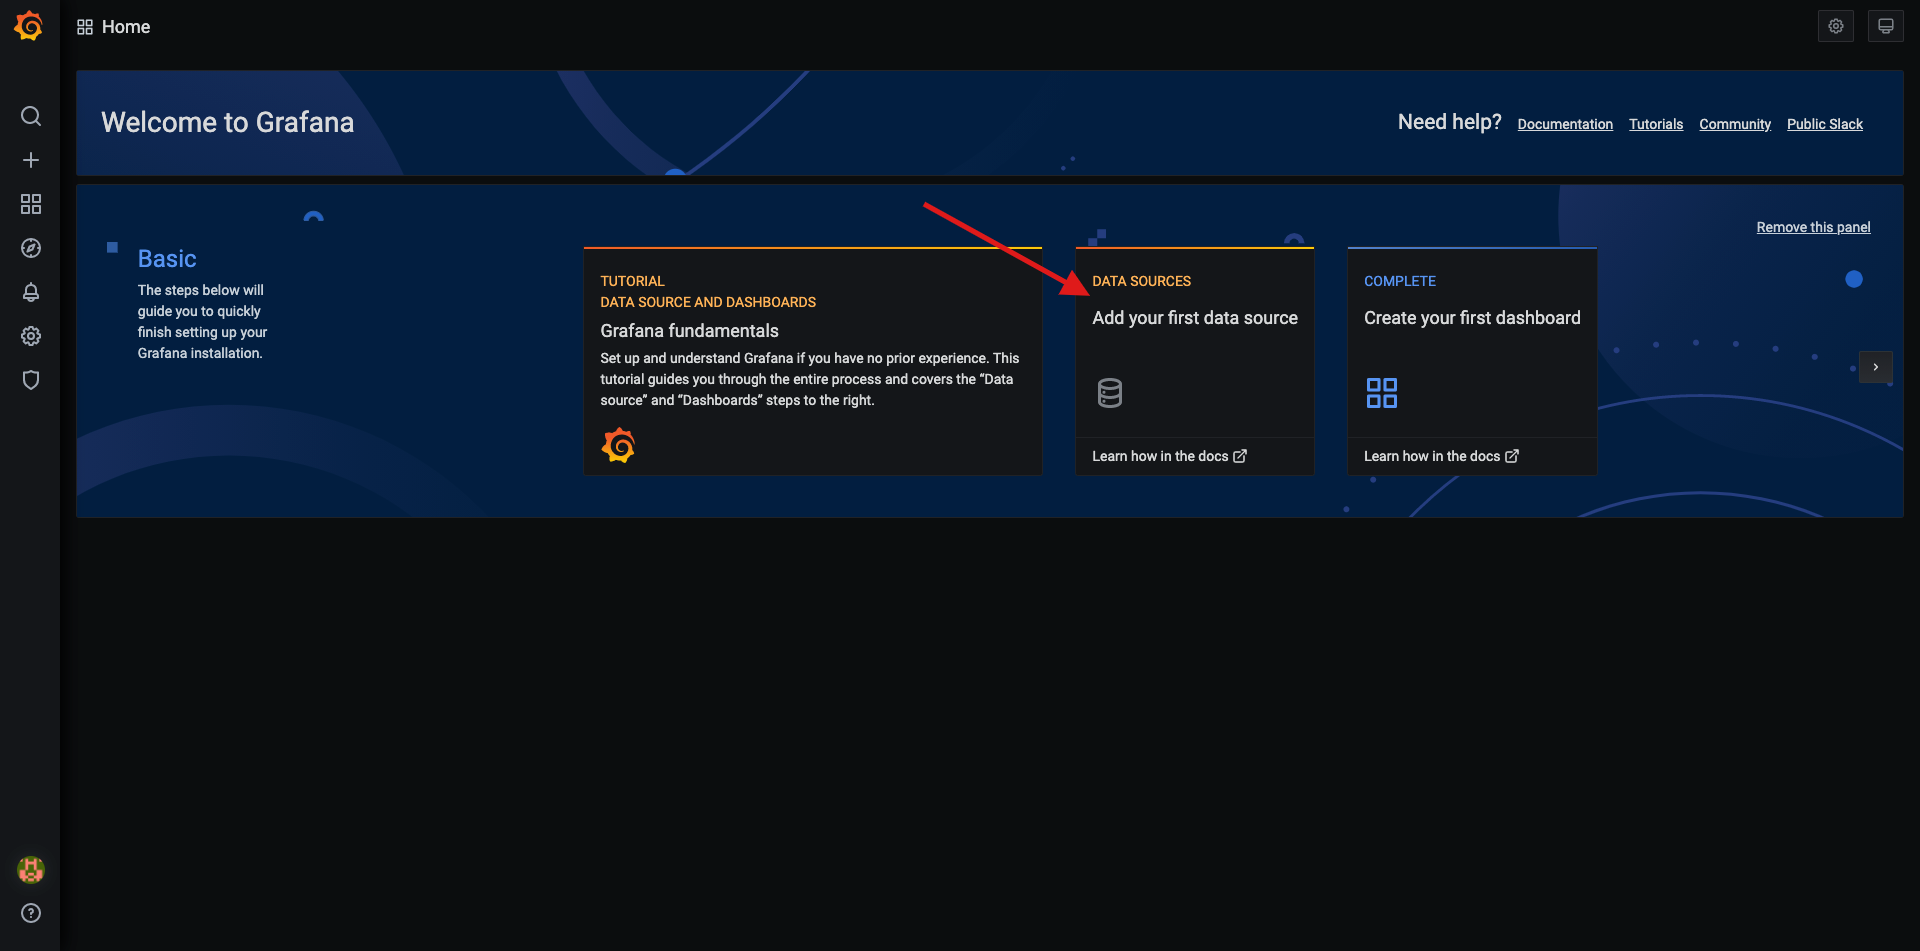 Home
Welcome to Grafana
Need help?
Documentation
Tutorials
Community
Public Slack
Remove this panel
Basic
The steps below will
guide you to quickly
finish setting up your
Grafana installation.
TUTORIAL
DATA SOURCE AND DASHBOARDS
Grafana fundamentals
Set up and understand Grafana if you have no prior experience. This
tutorial guides you through the entire process and covers the “Data
source” and “Dashboards“ steps to the right.
DATA SOURCES
Add your first data source
Learn how in the docs
COMPLETE
Create your first dashboard
Learn how in the docs